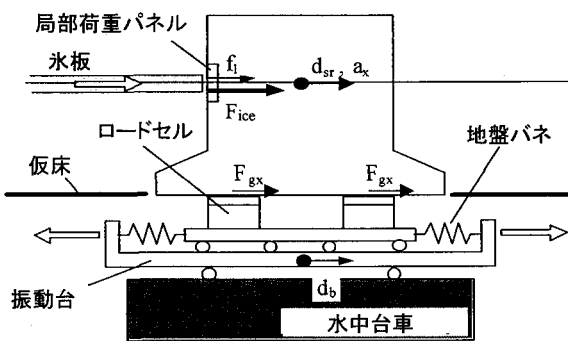 局部荷重パネル
氷板
f₁
d_sr, a_x
F_ice
ロードセル
地盤バネ
仮床
F_gx
F_gx
振動台
d_b
水中台車